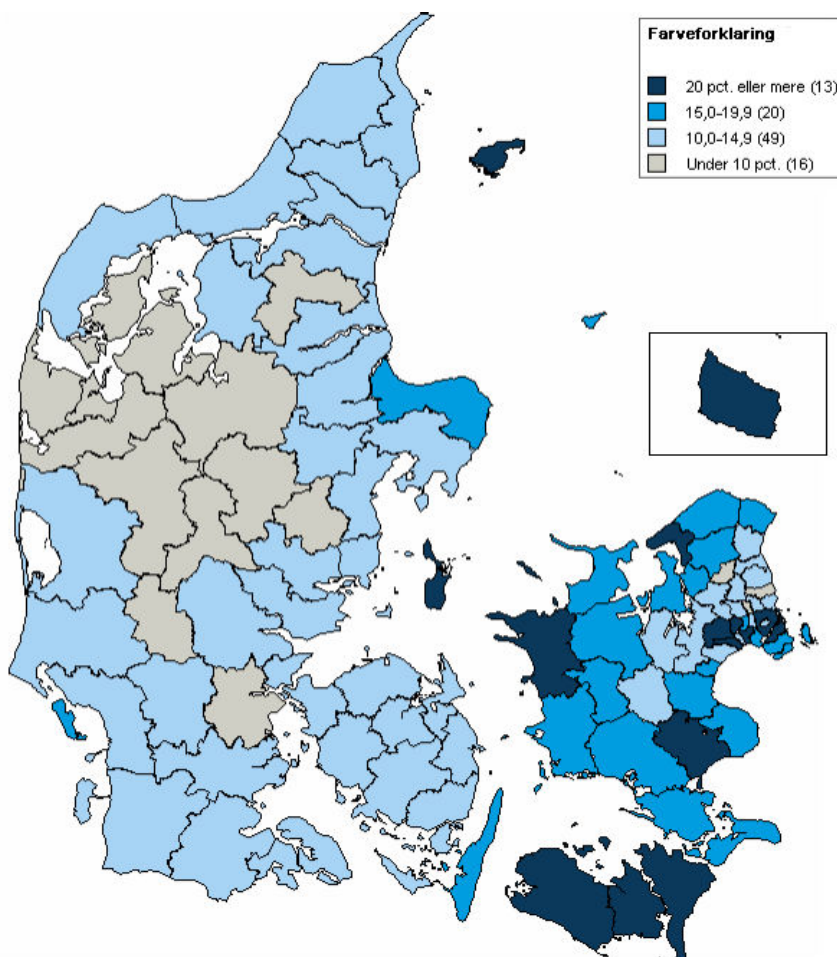 Farveforklaring
20 pct. eller mere (13)
15,0-19,9 (20)
10,0-14,9 (49)
Under 10 pct. (16)